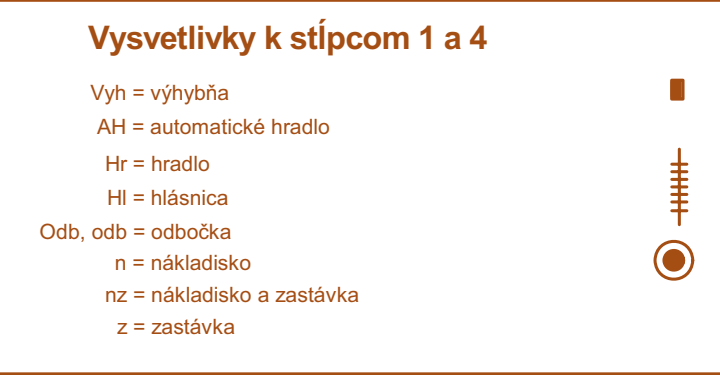 Vysvetlivky k stĺpcom 1 a 4
Vyh = výhybňa
AH = automatické hradlo
Hr = hradlo
Hl = hlásnica
Odb, odb = odbočka
n = nákladisko
nz = nákladisko a zastávka
z = zastávka